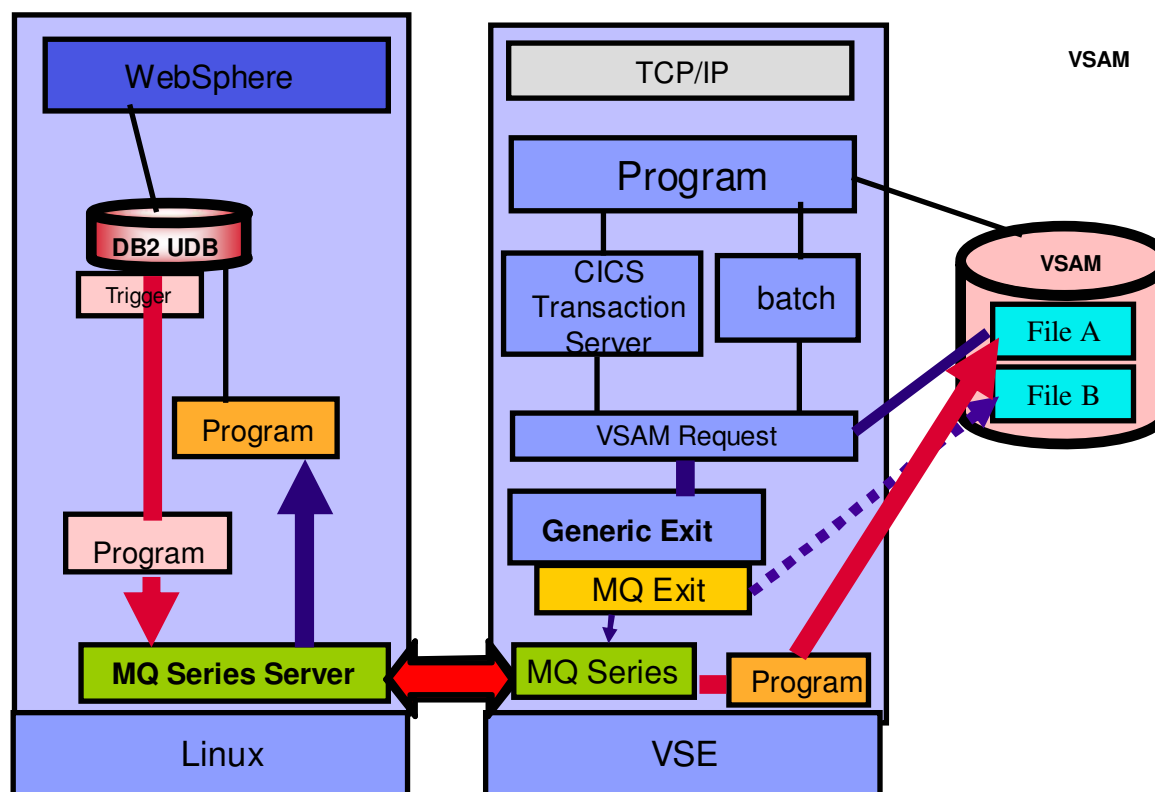 WebSphere
DB2 UDB
Trigger
Program
Program
MQ Series Server
Linux
TCP/IP
Program
CICS
Transaction
Server
batch
VSAM Request
Generic Exit
MQ Exit
MQ Series
Program
VSE
VSAM
VSAM
File A
File B